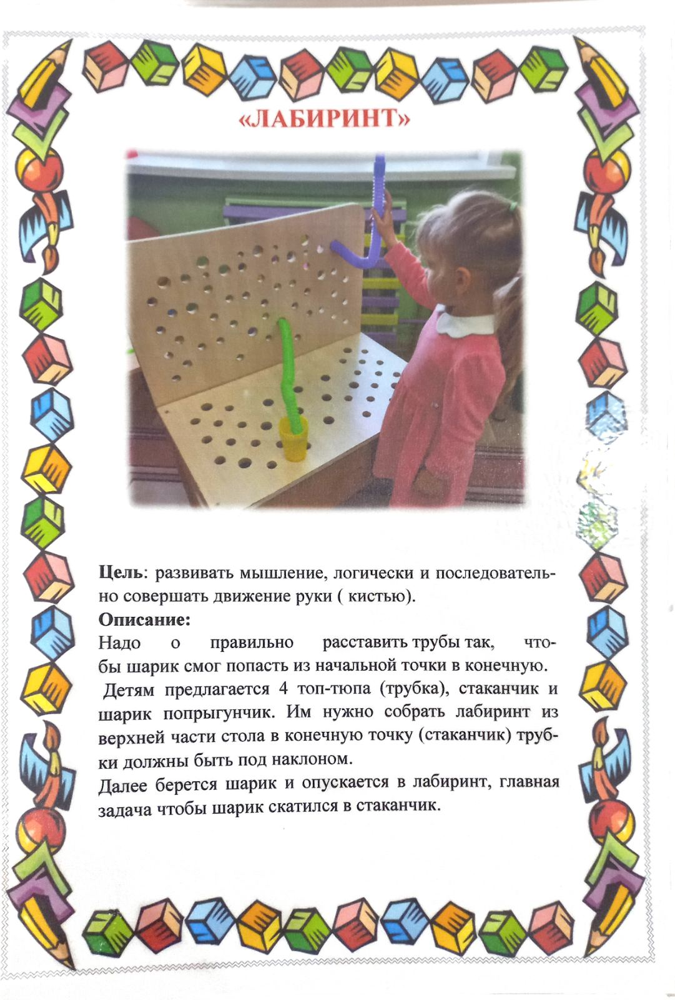 «ЛАБИРИНТ»
Цель: развивать мышление, логически и последователь-
но совершать движение руки ( кистью).
Описание:
Надо о правильно расставить трубы так, что-
бы шарик смог попасть из начальной точки в конечную.
Детям предлагается 4 топ-тюпа (трубка), стаканчик и
шарик попрыгунчик. Им нужно собрать лабиринт из
верхней части стола в конечную точку (стаканчик) труб-
ки должны быть под наклоном.
Далее берется шарик и опускается в лабиринт, главная
задача чтобы шарик скатился в стаканчик.